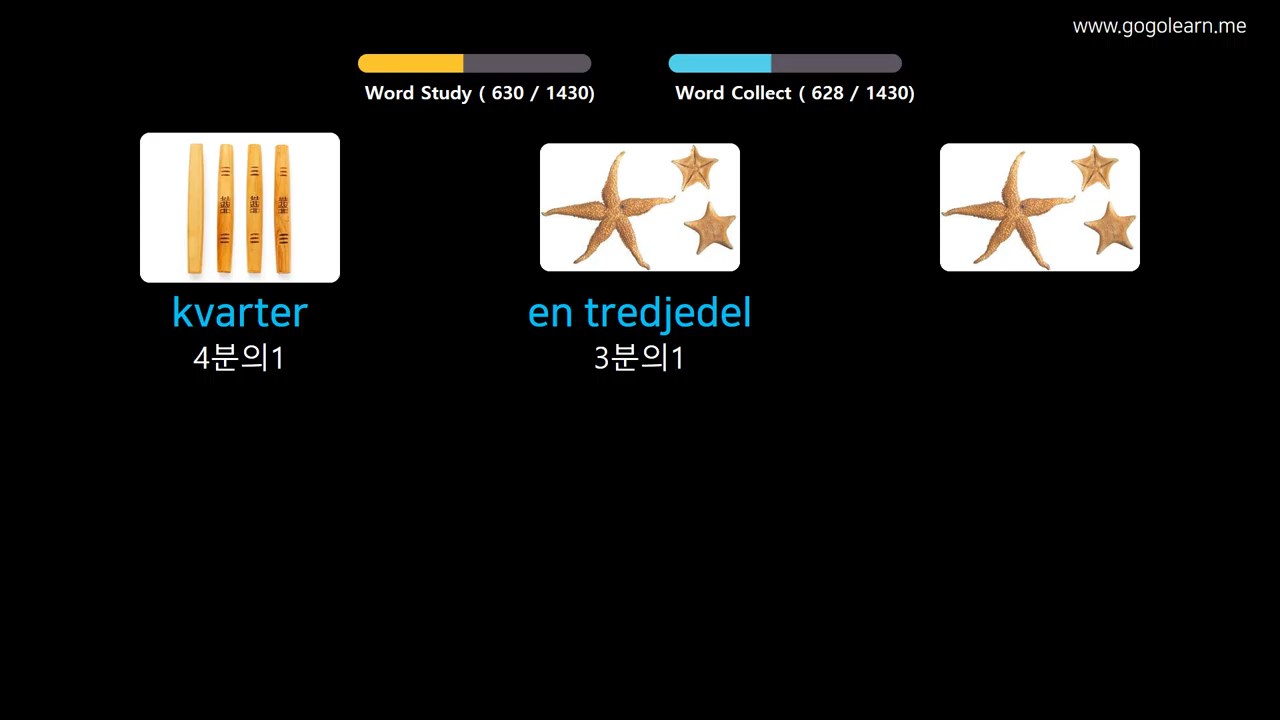 www.gogolearn.me
Word Study ( 630 / 1430)
Word Collect ( 628 / 1430)
kvarter
4분의1
en tredjedel
3분의1